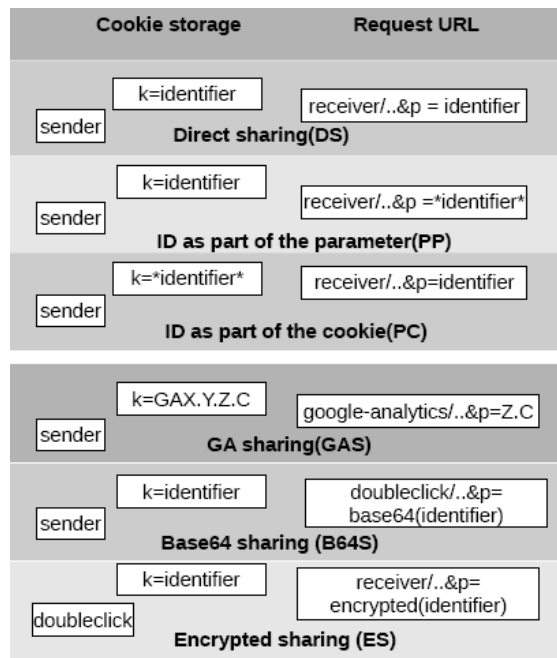 Cookie storage Request URL
k=identifier
receiver/..&p = identifier
sender
Direct sharing(DS)
k=identifier
receiver/..&p =*identifier*
sender
ID as part of the parameter(PP)
k=*identifier*
receiver/..&p=identifier
sender
ID as part of the cookie(PC)
k=GAX.Y.Z.C
google-analytics/..&p=Z.C
sender
GA sharing(GAS)
k=identifier
doubleclick/..&p=
base64(identifier)
sender
Base64 sharing (B64S)
k=identifier
receiver/..&p=
encrypted(identifier)
doubleclick
Encrypted sharing (ES)